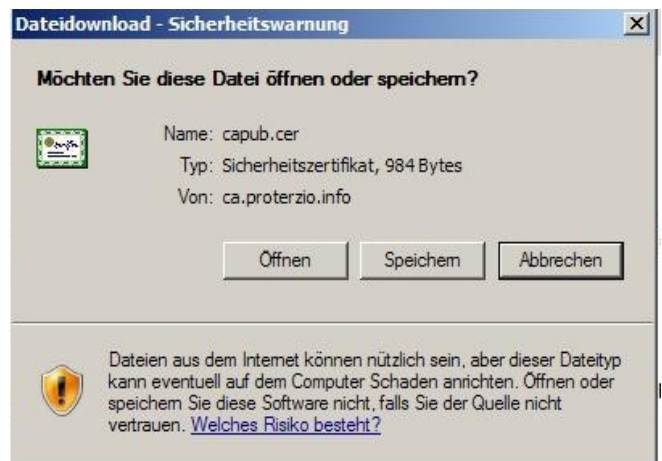 Dateidownload - Sicherheitswarnung
Möchten Sie diese Datei öffnen oder speichern?
Name: capub.cer
Typ: Sicherheitszertifikat, 984 Bytes
Von: ca.proterzio.info
Öffnen Speichern Abbrechen
Dateien aus dem Internet können nützlich sein, aber dieser Dateityp
kann eventuell auf dem Computer Schaden anrichten. Öffnen oder
speichern Sie diese Software nicht, falls Sie der Quelle nicht
vertrauen. Welches Risiko besteht?